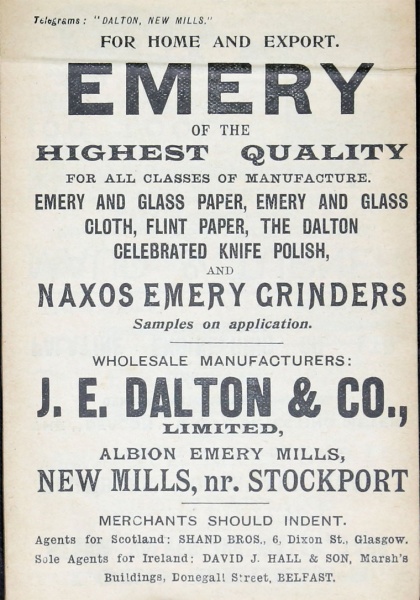 Telegrams: "DALTON, NEW MILLS."
FOR HOME AND EXPORT.
EMERY
OF THE
HIGHEST QUALITY
FOR ALL CLASSES OF MANUFACTURE.
EMERY AND GLASS PAPER, EMERY AND GLASS
CLOTH, FLINT PAPER, THE DALTON
CELEBRATED KNIFE POLISH,
AND
NAXOS EMERY GRINDERS
Samples on application.
WHOLESALE MANUFACTURERS:
J. E. DALTON & CO.,
LIMITED,
ALBION EMERY MILLS,
NEW MILLS, nr. STOCKPORT
MERCHANTS SHOULD INDENT.
Agents for Scotland: SHAND BROS., 6, Dixon St., Glasgow.
Sole Agents for Ireland: DAVID J. HALL & SON, Marsh's
Buildings, Donegall Street, BELFAST.